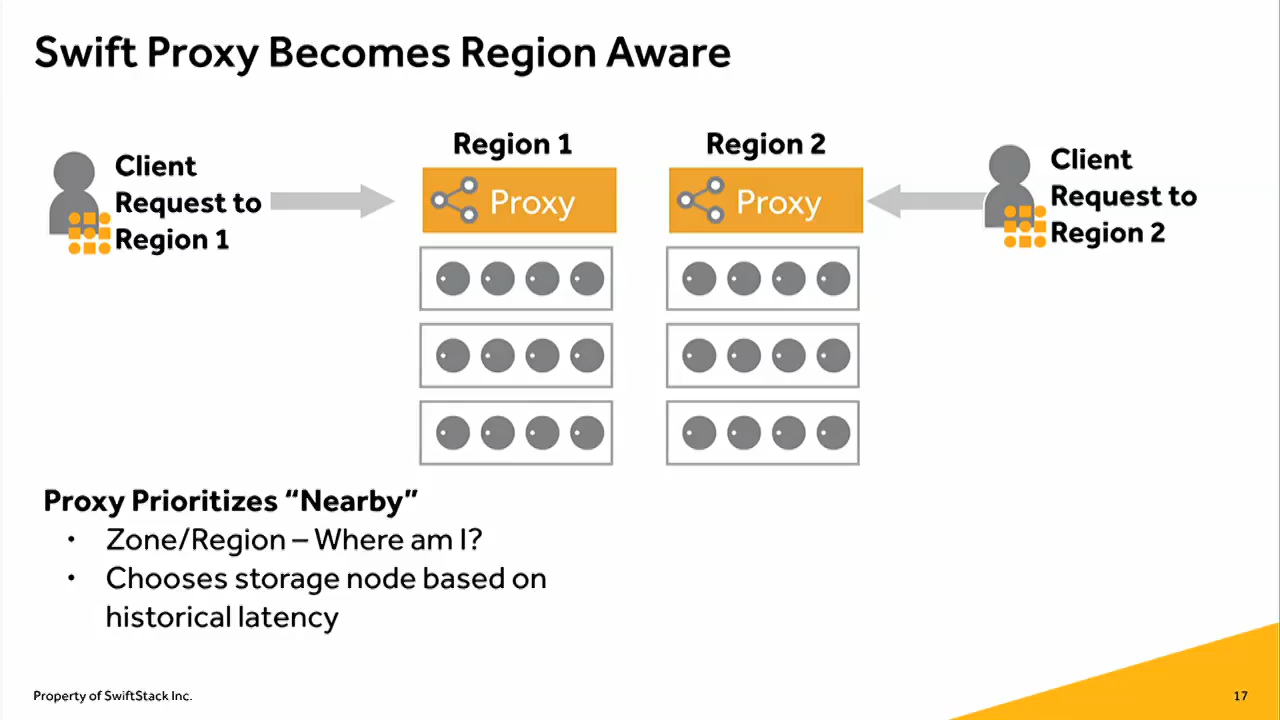 Swift Proxy Becomes Region Aware
Client
Request to
Region 1
Region 1
Proxy
Region 2
Proxy
Client
Request to
Region 2
Proxy Prioritizes “Nearby”
• Zone/Region – Where am I?
• Chooses storage node based on
historical latency
Property of SwiftStack Inc.
17